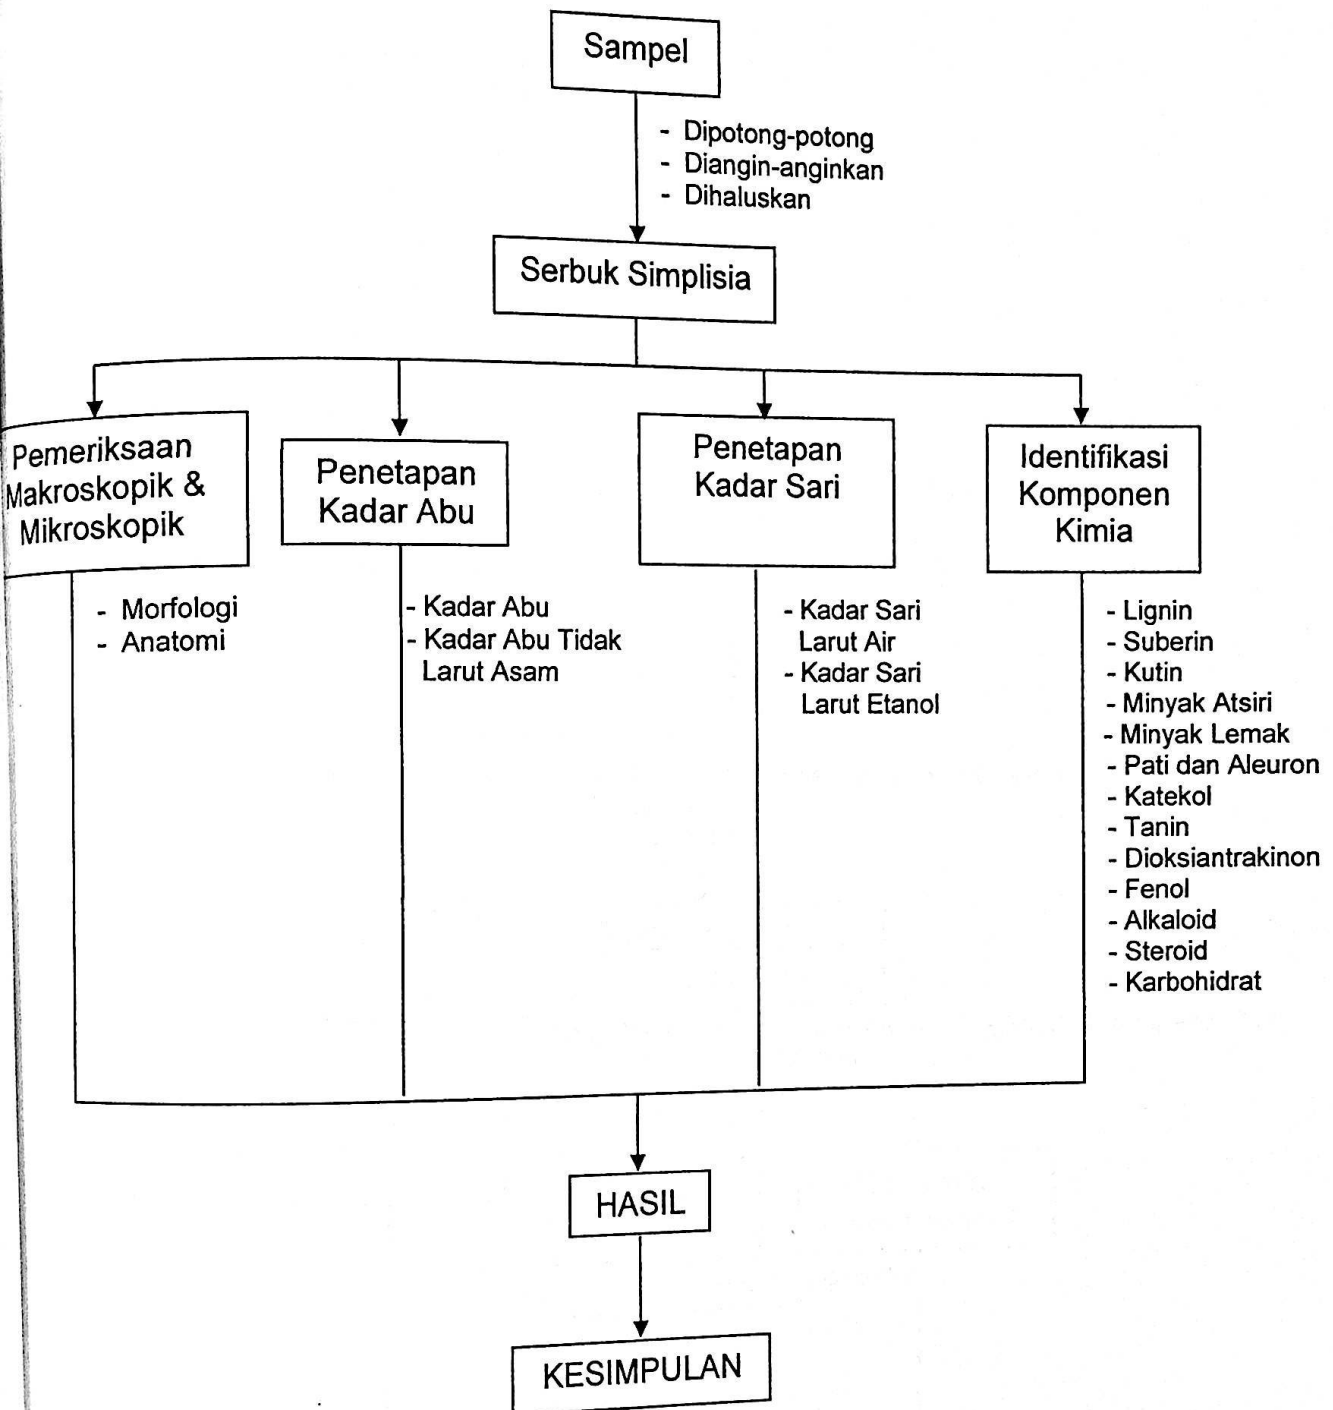 Sampel
- Dipotong-potong
- Diangin-anginkan
- Dihaluskan
Serbuk Simplisia
Pemeriksaan
Makroskopik &
Mikroskopik
- Morfologi
- Anatomi
Penetapan
Kadar Abu
- Kadar Abu
- Kadar Abu Tidak
Larut Asam
Penetapan
Kadar Sari
- Kadar Sari
Larut Air
- Kadar Sari
Larut Etanol
Identifikasi
Komponen
Kimia
- Lignin
- Suberin
- Kutin
- Minyak Atsiri
- Minyak Lemak
- Pati dan Aleuron
- Katekol
- Tanin
- Dioksiantrakinon
- Fenol
- Alkaloid
- Steroid
- Karbohidrat
HASIL
KESIMPULAN